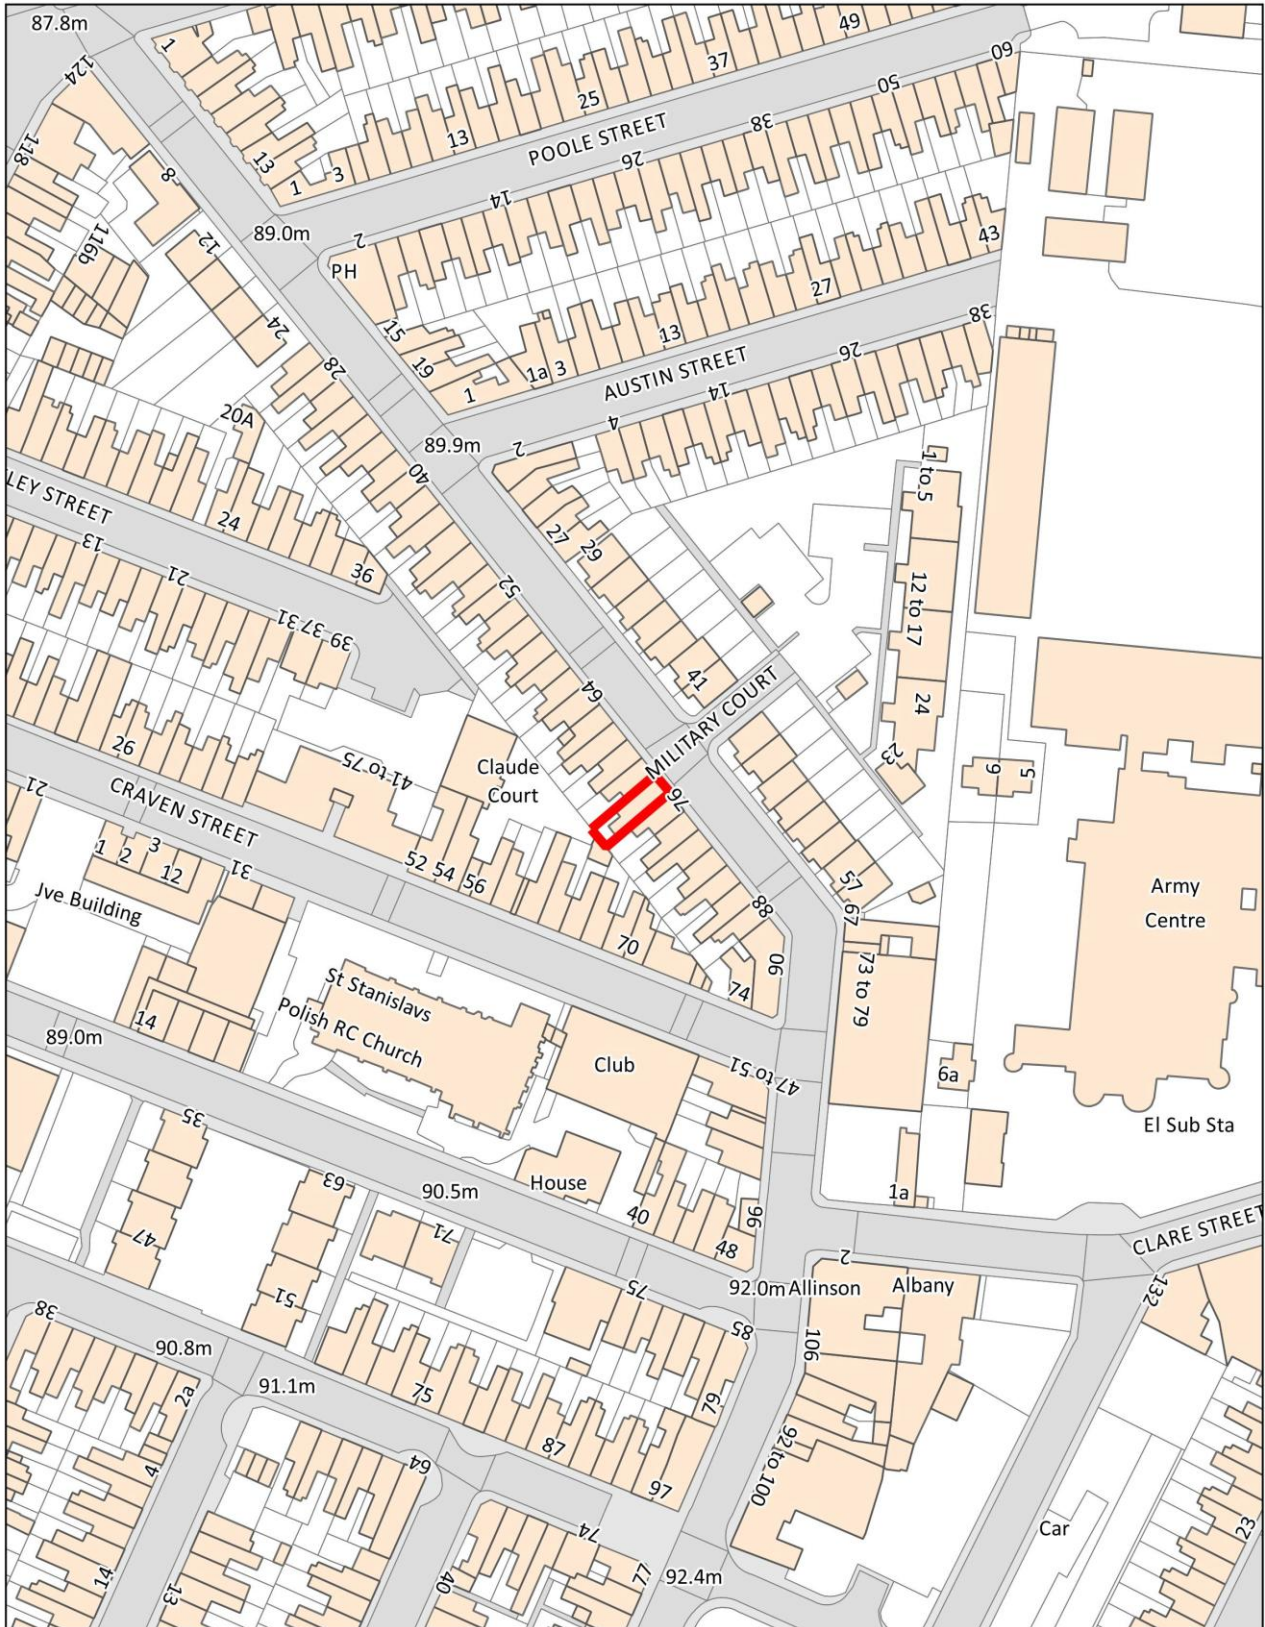 87.8m
1
49
124
37
60
25
50
13
POOLE STREET
38
118
8
13
26
3
1
14
12
89.0m
2
43
116b
PH
27
24
15
13
38
19
28
1a
3
26
1
AUSTIN STREET
14
20A
4
89.9m
2
40
1 to 5
LEY STREET
24
27
13
29
36
52
12 to 17
21
31
37
39
64
41
MILITARY COURT
24
26
23
9
5
Claude
Court
41 to 75
76
21
CRAVEN STREET
3
2
1
12
31
52
54
56
57
Army
Centre
Jve Building
88
67
70
90
74
73 to 79
St Stanislavs
Polish RC Church
14
89.0m
Club
47 to 51
6a
35
El Sub Sta
House
63
90.5m
1a
40
96
71
48
CLARE STREET
47
2
92.0m
Allinson
Albany
75
132
51
38
85
106
90.8m
91.1m
2a
75
79
87
92 to 100
4
64
97
74
Car
23
77
92.4m
14
13
40